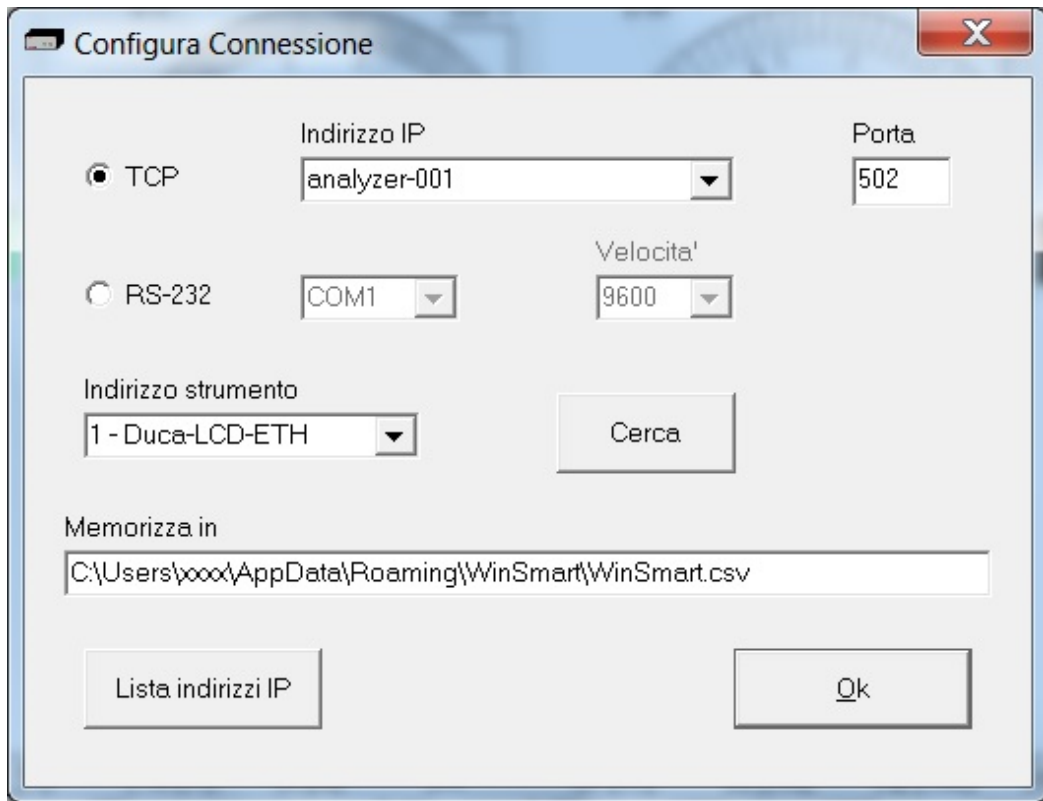 Configura Connessione
Indirizzo IP
Porta
TCP
analyzer-001
502
Velocita'
RS-232
COM1
9600
Indirizzo strumento
1 - Duca-LCD-ETH
Cerca
Memorizza in
C:\Users\xxxx\AppData\Roaming\WinSmart\WinSmart.csv
Lista indirizzi IP
Ok